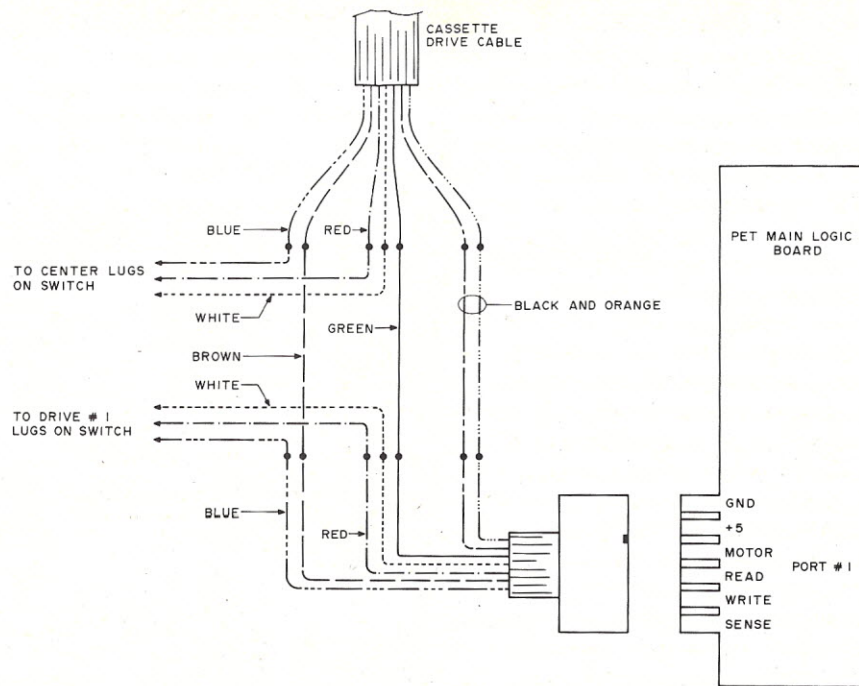 CASSETTE
DRIVE CABLE
BLUE
RED
PET MAIN LOGIC
BOARD
TO CENTER LUGS
ON SWITCH
BLACK AND ORANGE
WHITE
GREEN
BROWN
WHITE
TO DRIVE # 1
LUGS ON SWITCH
BLUE
RED
GND
+5
MOTOR
READ
WRITE
SENSE
PORT # 1